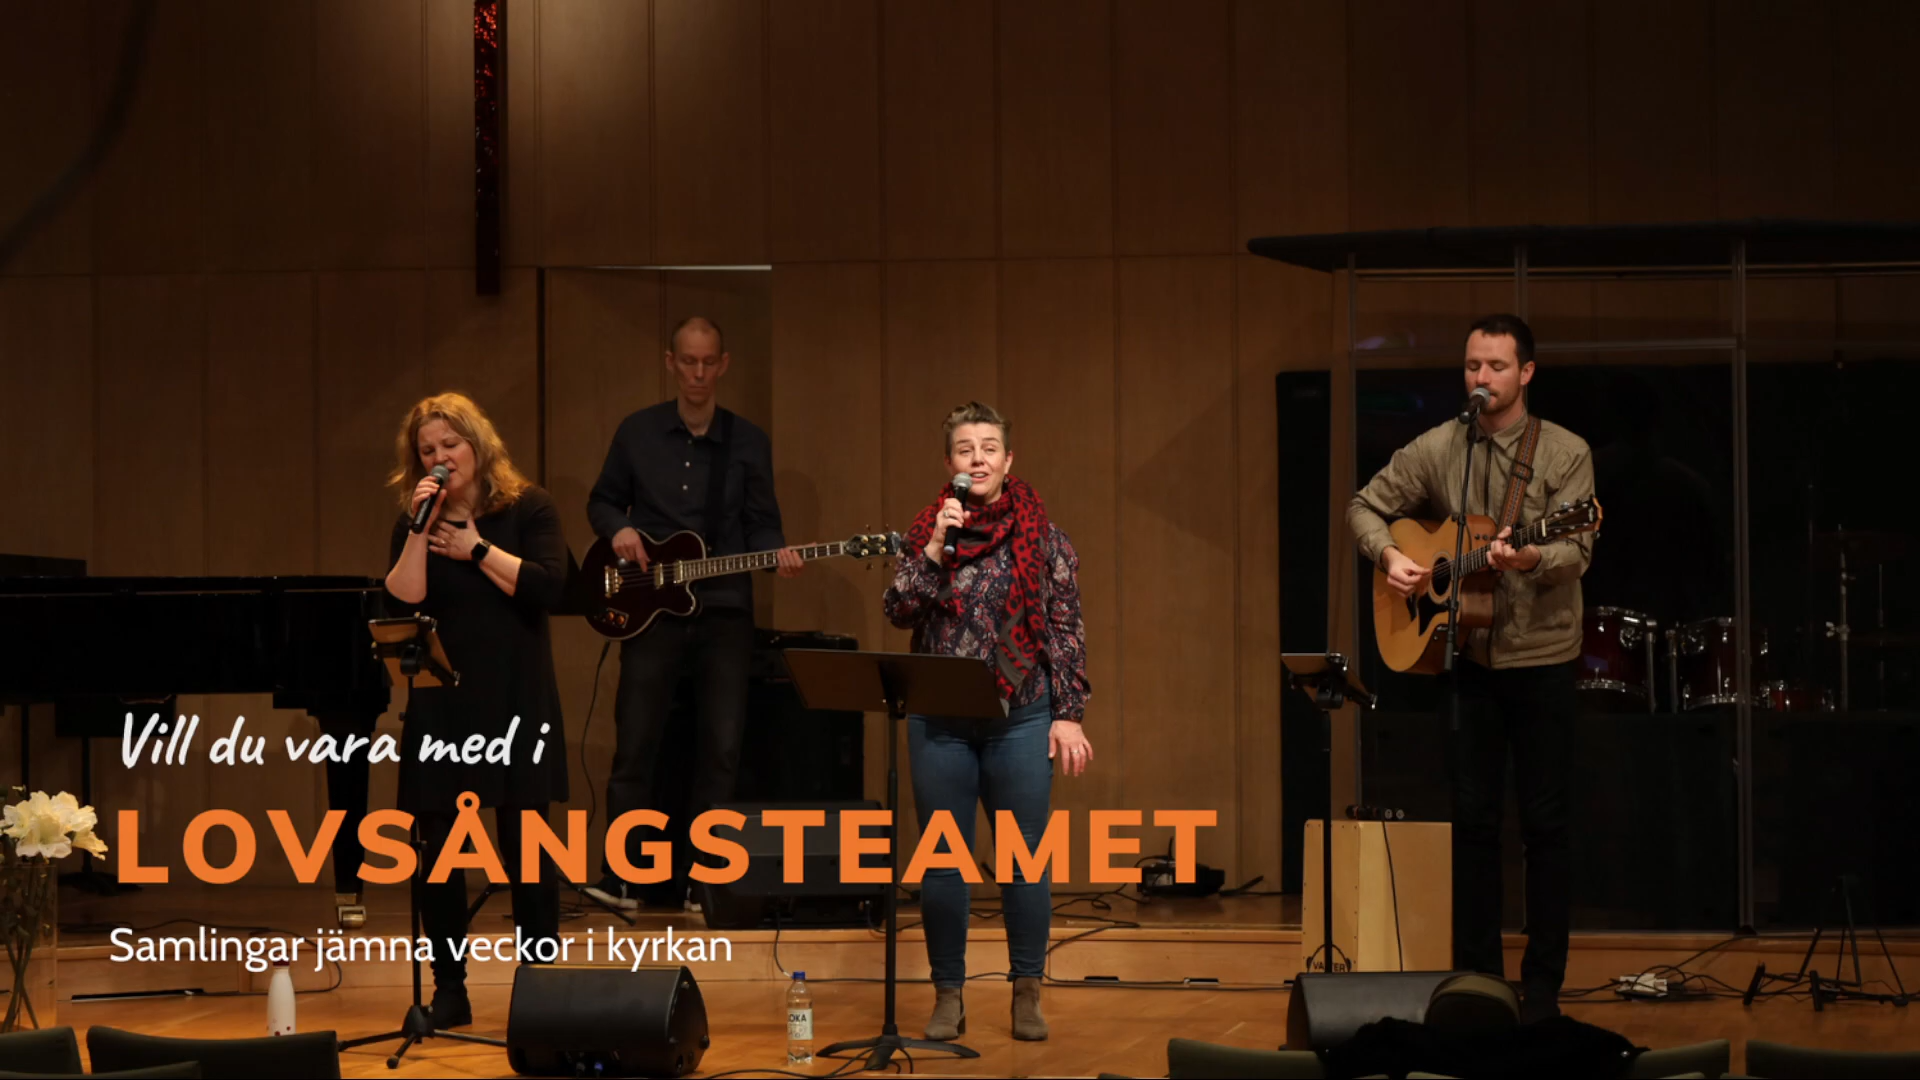 Vill du vara med i
LOVSÅNGSTEAMET
Samlingar jämna veckor i kyrkan